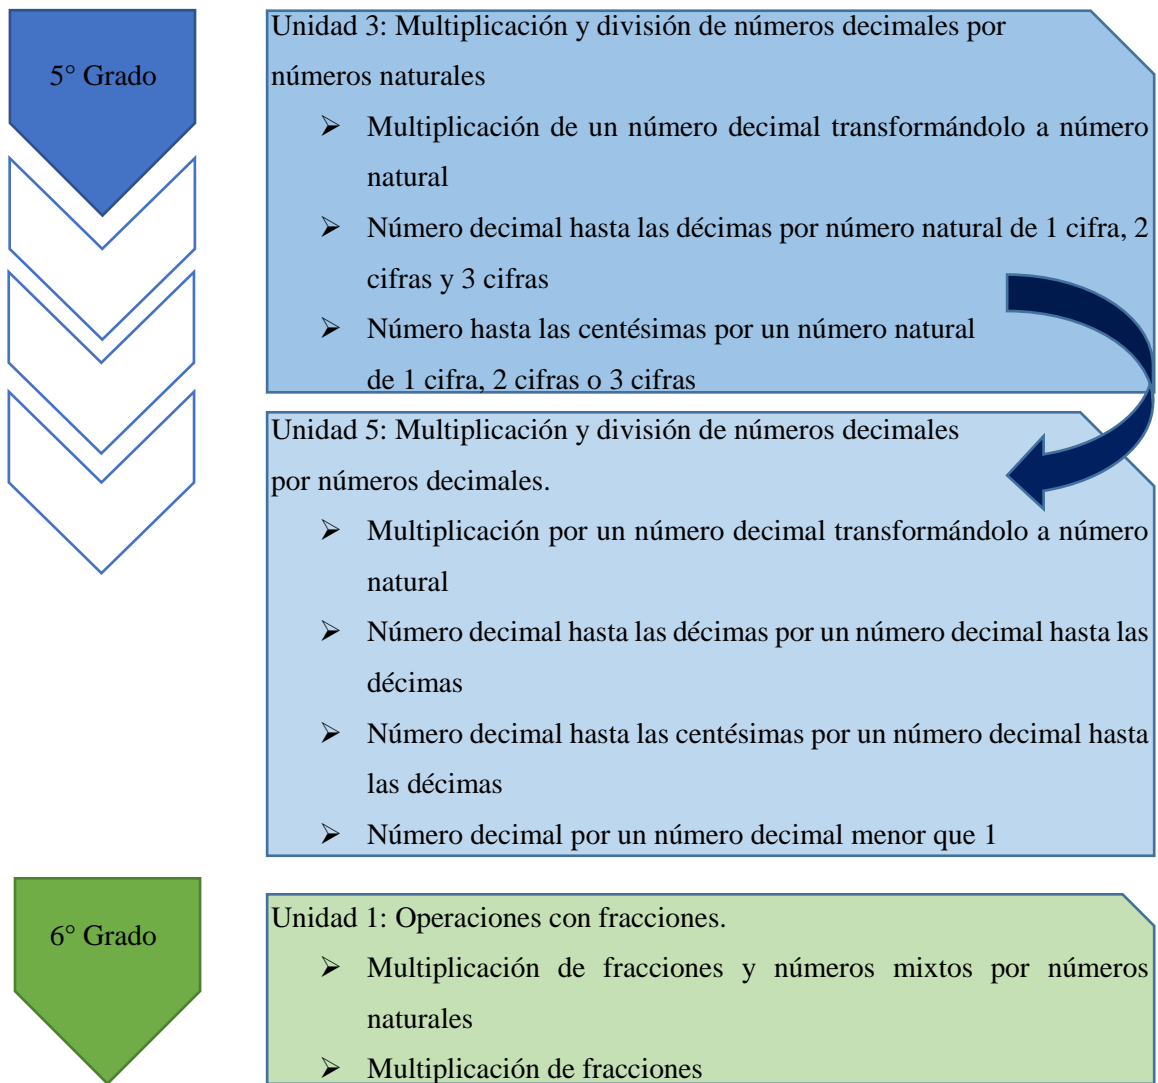 5° Grado
Unidad 3: Multiplicación y división de números decimales por
números naturales
➤ Multiplicación de un número decimal transformándolo a número
natural
➤ Número decimal hasta las décimas por número natural de 1 cifra, 2
cifras y 3 cifras
➤ Número hasta las centésimas por un número natural
de 1 cifra, 2 cifras o 3 cifras
Unidad 5: Multiplicación y división de números decimales
por números decimales.
➤ Multiplicación por un número decimal transformándolo a número
natural
➤ Número decimal hasta las décimas por un número decimal hasta las
décimas
➤ Número decimal hasta las centésimas por un número decimal hasta
las décimas
➤ Número decimal por un número decimal menor que 1
6° Grado
Unidad 1: Operaciones con fracciones.
➤ Multiplicación de fracciones y números mixtos por números
naturales
➤ Multiplicación de fracciones